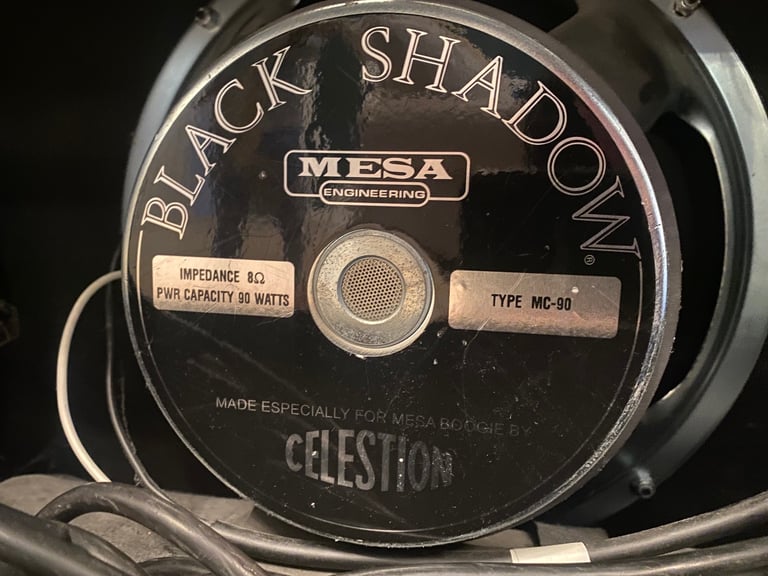 BLACK SHADOW®
MESA
ENGINEERING
IMPEDANCE 8Ω
PWR CAPACITY 90 WATTS
TYPE MC-90
MADE ESPECIALLY FOR MESA BOOGIE BY
CELESTION